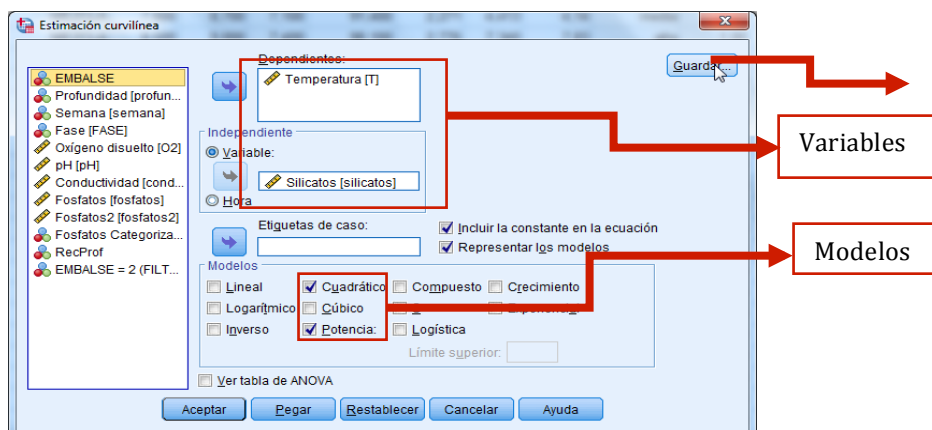 Estimación curvilínea
EMBALSE
Profundidad [profun...
Semana [semana]
Fase [FASE]
Oxígeno disuelto [O2]
pH [pH]
Conductividad [cond...
Fosfatos [fosfatos]
Fosfatos2 [fosfatos2]
Fosfatos Categoriza...
RecProf
EMBALSE = 2 (FILT...
Dependientes:
Temperatura [T]
Independiente
Variable:
Silicatos [silicatos]
Hora
Etiquetas de caso:
Incluir la constante en la ecuación
Representar los modelos
Modelos
Lineal
Cuadrático
Compuesto
Crecimiento
Logarítmico
Cúbico
Inverso
Potencia:
Logística
Límite superior:
Ver tabla de ANOVA
Aceptar
Pegar
Restablecer
Cancelar
Ayuda
Guardar...
Variables
Modelos